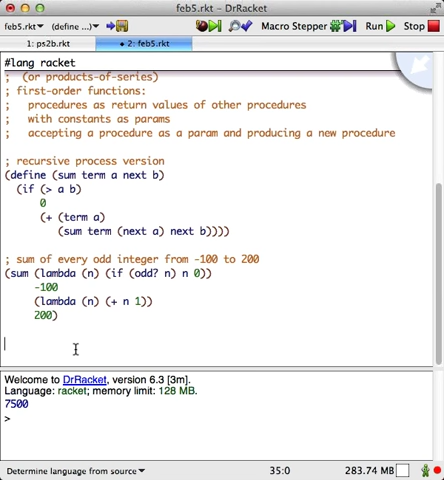 feb5.rkt - DrRacket
feb5.rkt▼ (define ...)▼ Macro Stepper Run Stop
1: ps2b.rkt • 2: feb5.rkt
#lang racket
; (or products-of-series)
; first-order functions:
; procedures as return values of other procedures
; with constants as params
; accepting a procedure as a param and producing a new procedure
; recursive process version
(define (sum term a next b)
(if (> a b)
0
(+ (term a)
(sum term (next a) next b))))
; sum of every odd integer from -100 to 200
(sum (lambda (n) (if (odd? n) n 0))
-100
(lambda (n) (+ n 1))
200)
Welcome to DrRacket, version 6.3 [3m].
Language: racket; memory limit: 128 MB.
7500
>
Determine language from source▼ 35:0 283.74 MB